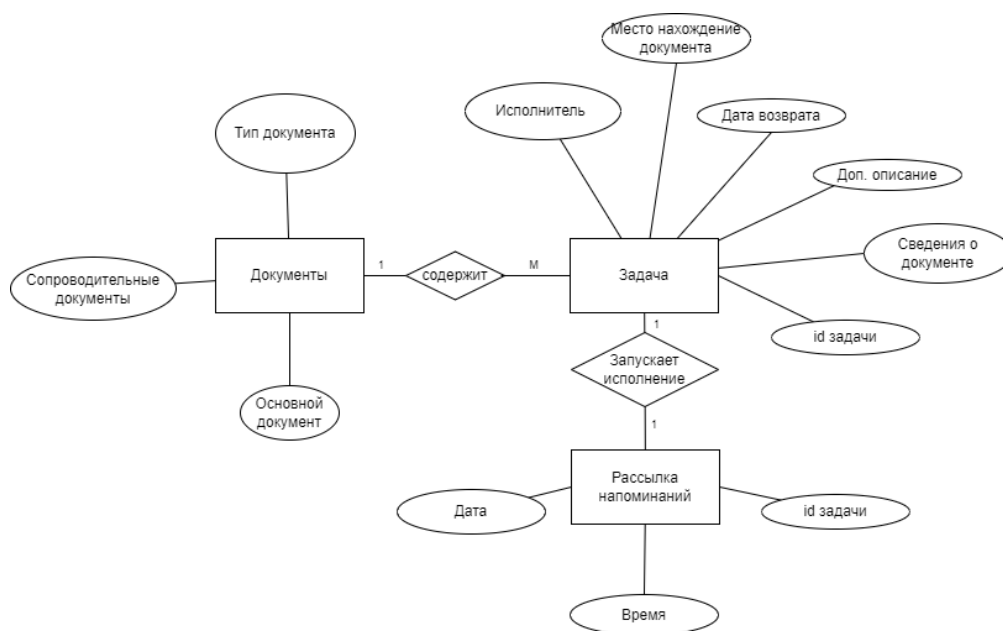 Место нахождение
документа
Исполнитель
Дата возврата
Тип документа
Доп. описание
Сведения о
документе
Документы
1
содержит
М
Задача
Сопроводительные
документы
id задачи
1
Запускает
исполнение
Основной
документ
1
Рассылка
напоминаний
Дата
id задачи
Время